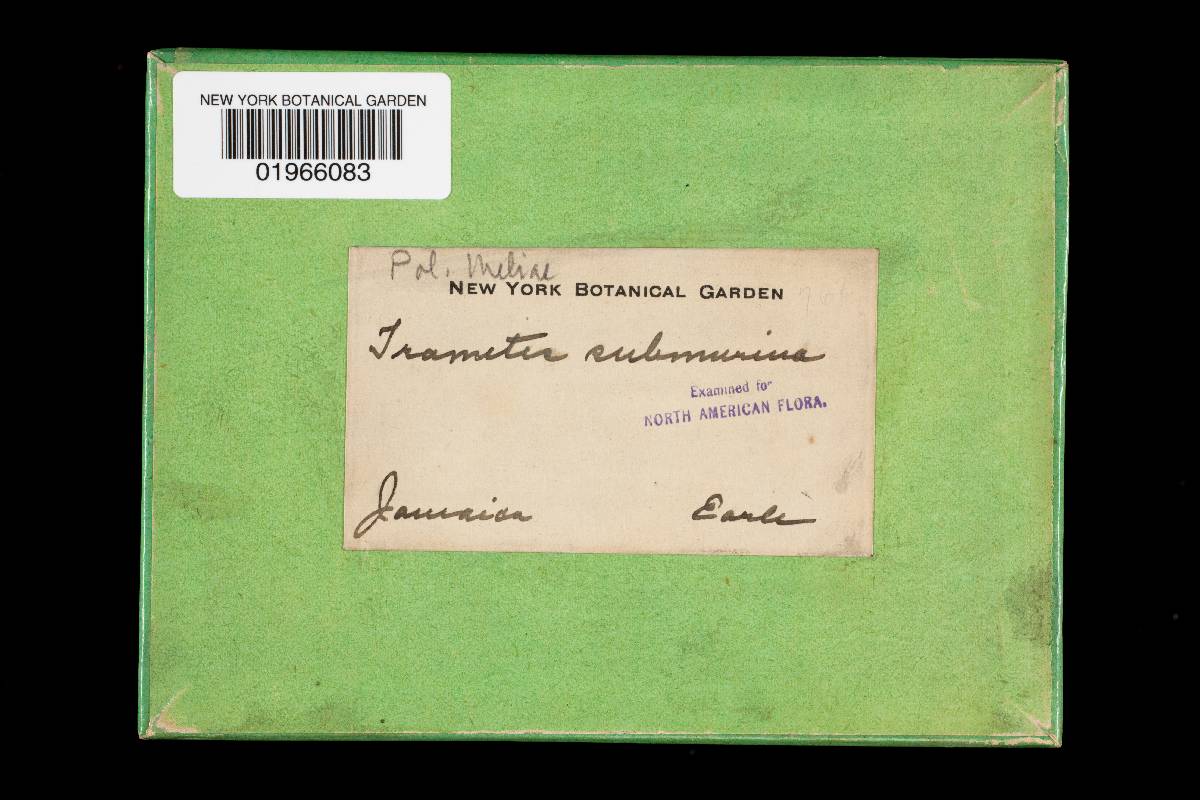 NEW YORK BOTANICAL GARDEN
01966083
Pol. Meliae
NEW YORK BOTANICAL GARDEN
Trametes submurina
Examined for
NORTH AMERICAN FLORA.
Jamaica Earle